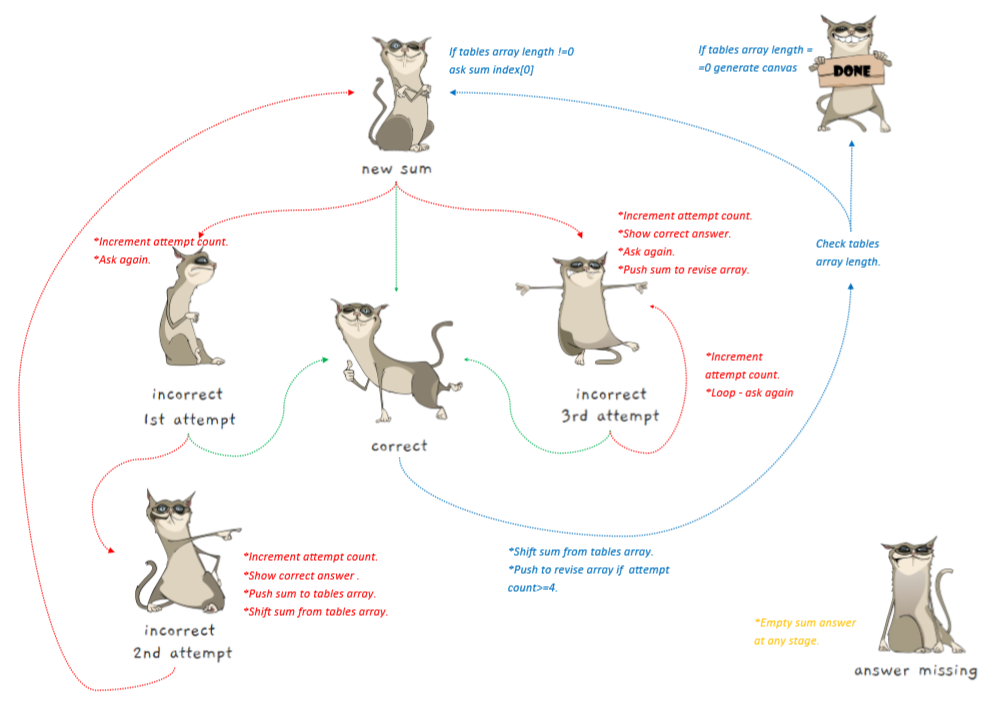 If tables array length !=0
ask sum index[0]
If tables array length =
=0 generate canvas
DONE
new sum
*Increment attempt count.
*Ask again.
*Increment attempt count.
*Show correct answer.
*Ask again.
*Push sum to revise array.
Check tables
array length.
*Increment
attempt count.
*Loop - ask again
incorrect
1st attempt
incorrect
3rd attempt
correct
*Increment attempt count.
*Show correct answer .
*Push sum to tables array.
*Shift sum from tables array.
*Shift sum from tables array.
*Push to revise array if attempt
count>=4.
incorrect
2nd attempt
*Empty sum answer
at any stage.
answer missing